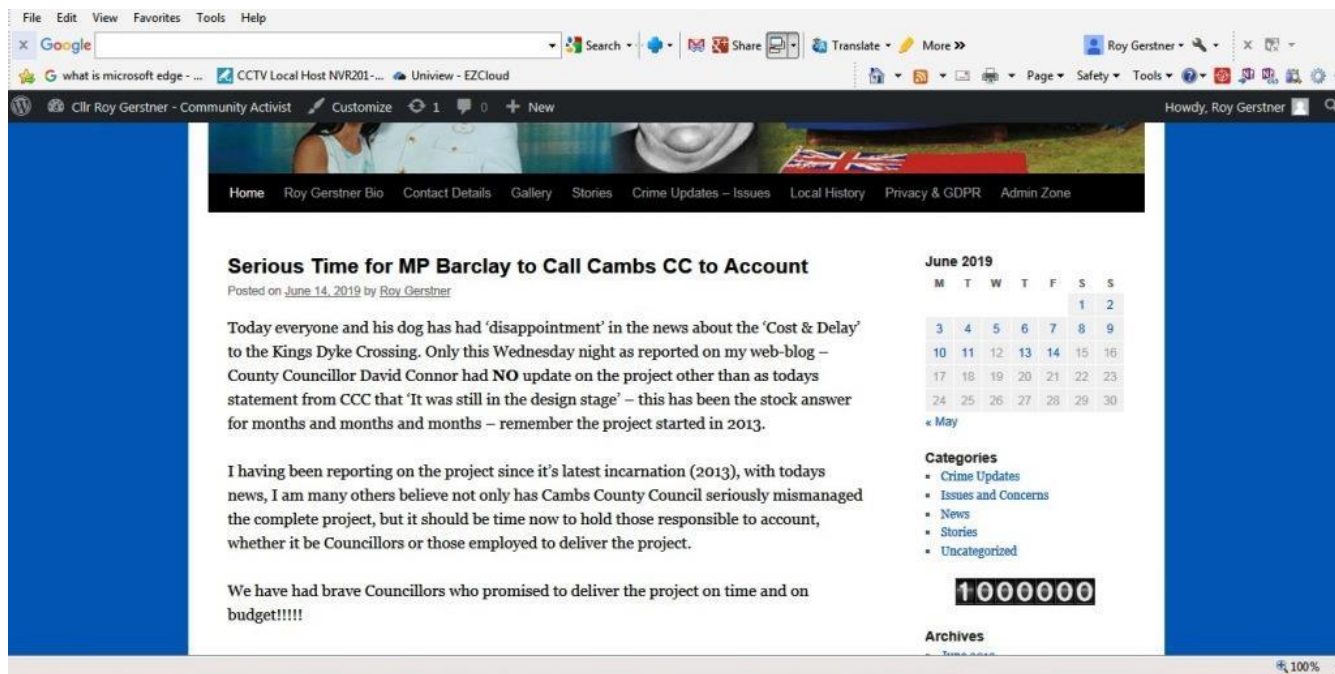 File Edit View Favorites Tools Help
x Google Search Share Translate More » Roy Gerstner x
G what is microsoft edge - ... CCTV Local Host NVR201-... Uniview - EZCloud Page Safety Tools
Cllr Roy Gerstner - Community Activist Customize 1 0 + New Howdy, Roy Gerstner
Home Roy Gerstner Bio Contact Details Gallery Stories Crime Updates – Issues Local History Privacy & GDPR Admin Zone
Serious Time for MP Barclay to Call Cambs CC to Account
Posted on June 14, 2019 by Roy Gerstner
Today everyone and his dog has had ‘disappointment’ in the news about the ‘Cost & Delay’
to the Kings Dyke Crossing. Only this Wednesday night as reported on my web-blog –
County Councillor David Connor had NO update on the project other than as todays
statement from CCC that ‘It was still in the design stage’ – this has been the stock answer
for months and months and months – remember the project started in 2013.
I having been reporting on the project since it’s latest incarnation (2013), with todays
news, I am many others believe not only has Cambs County Council seriously mismanaged
the complete project, but it should be time now to hold those responsible to account,
whether it be Councillors or those employed to deliver the project.
We have had brave Councillors who promised to deliver the project on time and on
budget!!!!!
June 2019
M T W T F S S
1 2
3 4 5 6 7 8 9
10 11 12 13 14 15 16
17 18 19 20 21 22 23
24 25 26 27 28 29 30
« May
Categories
Crime Updates
Issues and Concerns
News
Stories
Uncategorized
1000000
Archives
100%